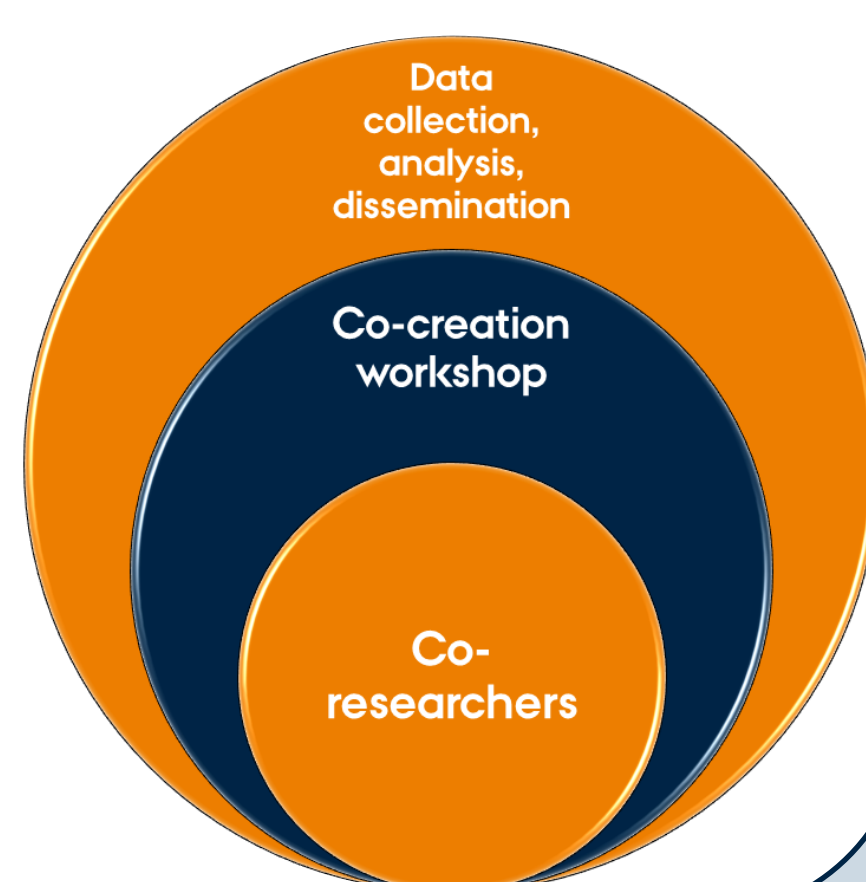 Data
collection,
analysis,
dissemination
Co-creation
workshop
Co-
researchers